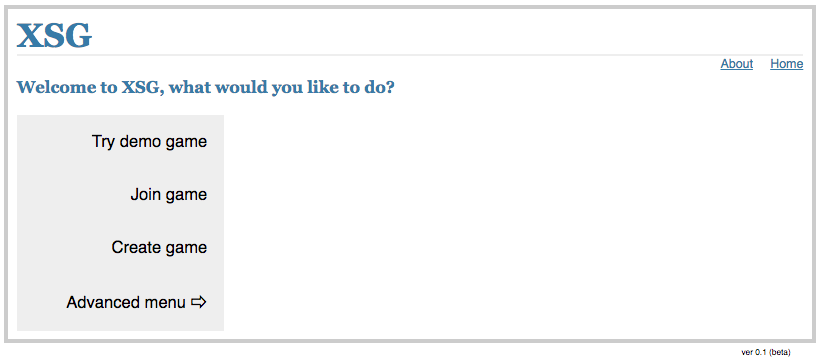 XSG
About Home
Welcome to XSG, what would you like to do?
Try demo game
Join game
Create game
Advanced menu ⇨
ver 0.1 (beta)